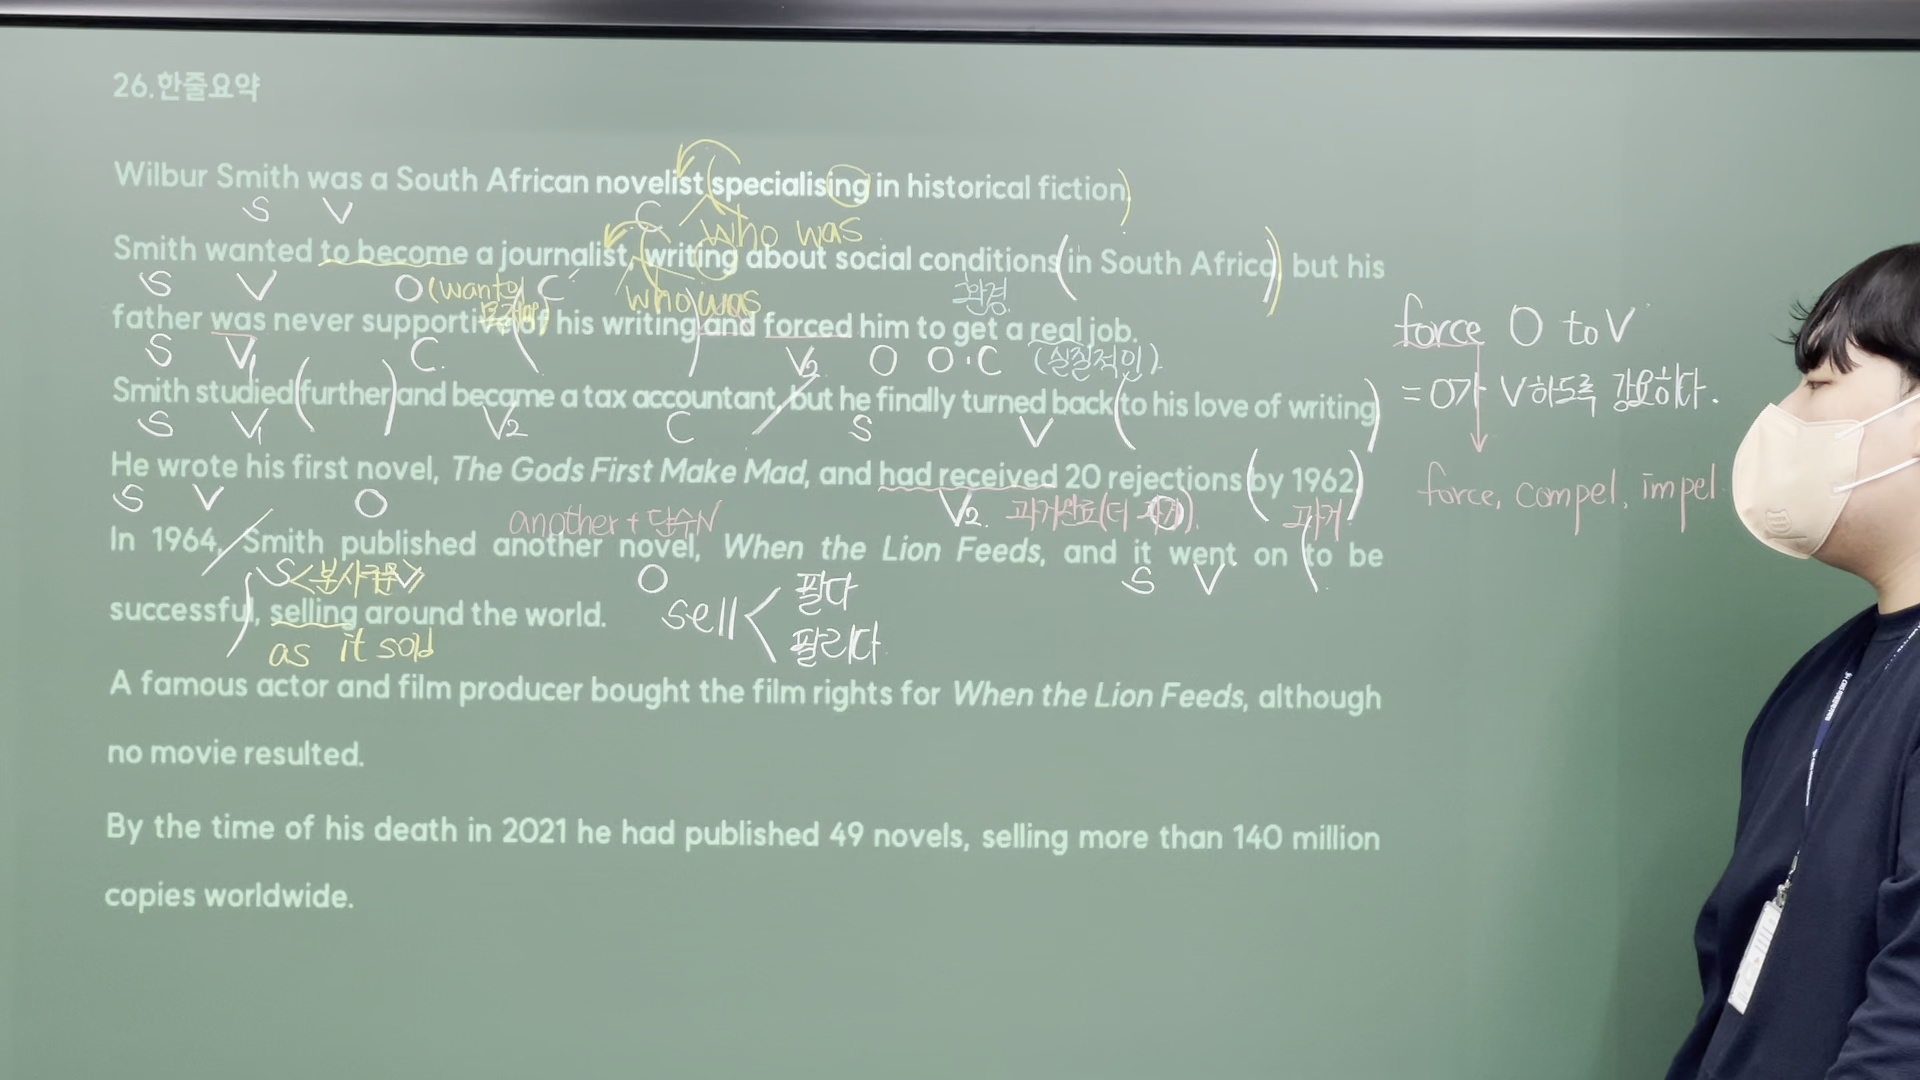 26.한줄요약
Wilbur Smith was a South African novelist specialising in historical fiction
S V C who was
Smith wanted to become a journalist, writing about social conditions in South Africa, but his
S V O (want의 C who was 환경
father was never supportive of his writing and forced him to get a real job.
S V1 C. V2 O O·C (실질적인).
force O to V
= O가 V하도록 강요하다.
force, compel, impel
Smith studied further and became a tax accountant, but he finally turned back to his love of writing
S V1 V2 C S V
He wrote his first novel, The Gods First Make Mad, and had received 20 rejections by 1962
S V O another + 단수N V2. 과거완료(더 과거). 과거.
In 1964, Smith published another novel, When the Lion Feeds, and it went on to be
S <분사구문> V O S V
successful, selling around the world.
as it sold
sell < 팔다
팔리다
A famous actor and film producer bought the film rights for When the Lion Feeds, although
no movie resulted.
By the time of his death in 2021 he had published 49 novels, selling more than 140 million
copies worldwide.